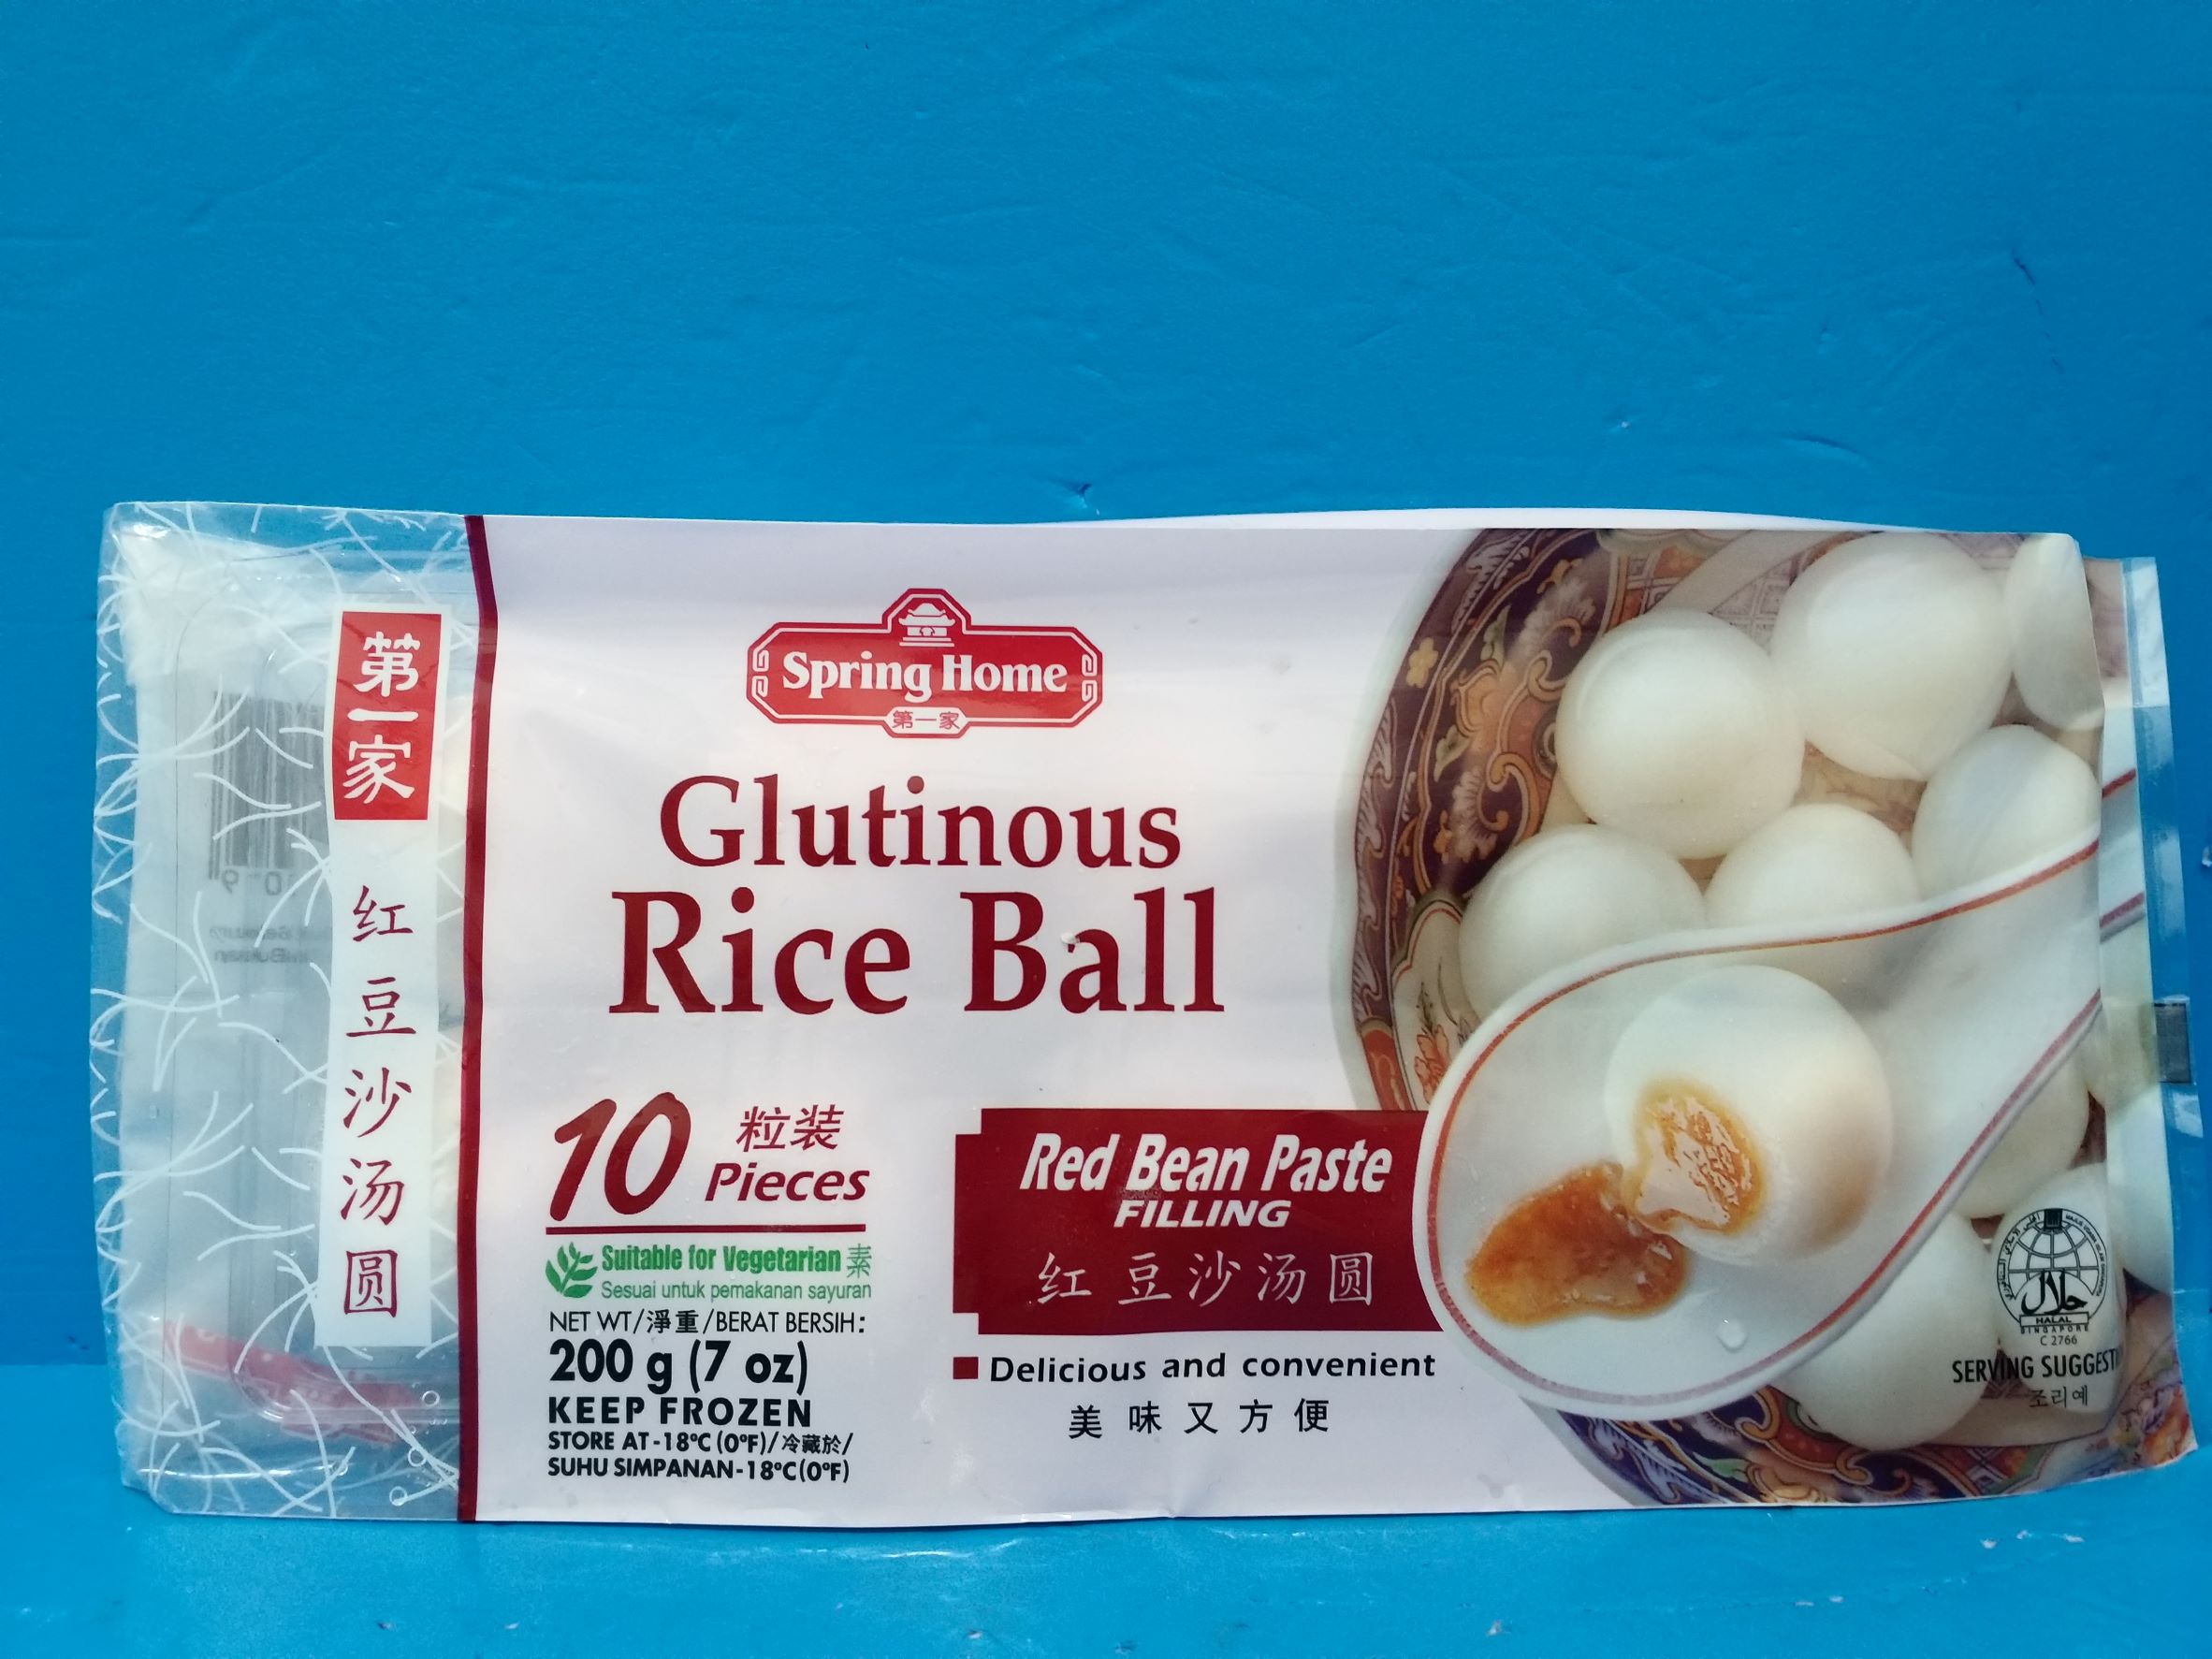 第一家
红豆沙汤圆
Spring Home
第一家
Glutinous
Rice Ball
10 粒装
Pieces
Suitable for Vegetarian 素
Sesuai untuk pemakanan sayuran
NET WT/淨重/BERAT BERSIH:
200 g (7 oz)
KEEP FROZEN
STORE AT -18°C (0°F)/冷藏於/
SUHU SIMPANAN-18°C(0°F)
Red Bean Paste
FILLING
红豆沙汤圆
Delicious and convenient
美味又方便
حلال
HALAL
SINGAPORE
C 2766
SERVING SUGGESTI
조리예